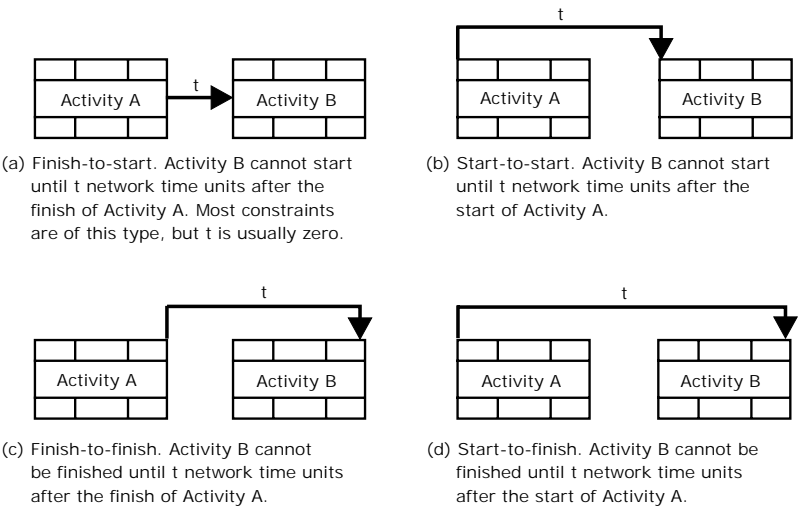 t
Activity A
t
Activity B
(a) Finish-to-start. Activity B cannot start
until t network time units after the
finish of Activity A. Most constraints
are of this type, but t is usually zero.
t
Activity A
Activity B
(b) Start-to-start. Activity B cannot start
until t network time units after the
start of Activity A.
t
Activity A
Activity B
(c) Finish-to-finish. Activity B cannot
be finished until t network time units
after the finish of Activity A.
t
Activity A
Activity B
(d) Start-to-finish. Activity B cannot be
finished until t network time units
after the start of Activity A.